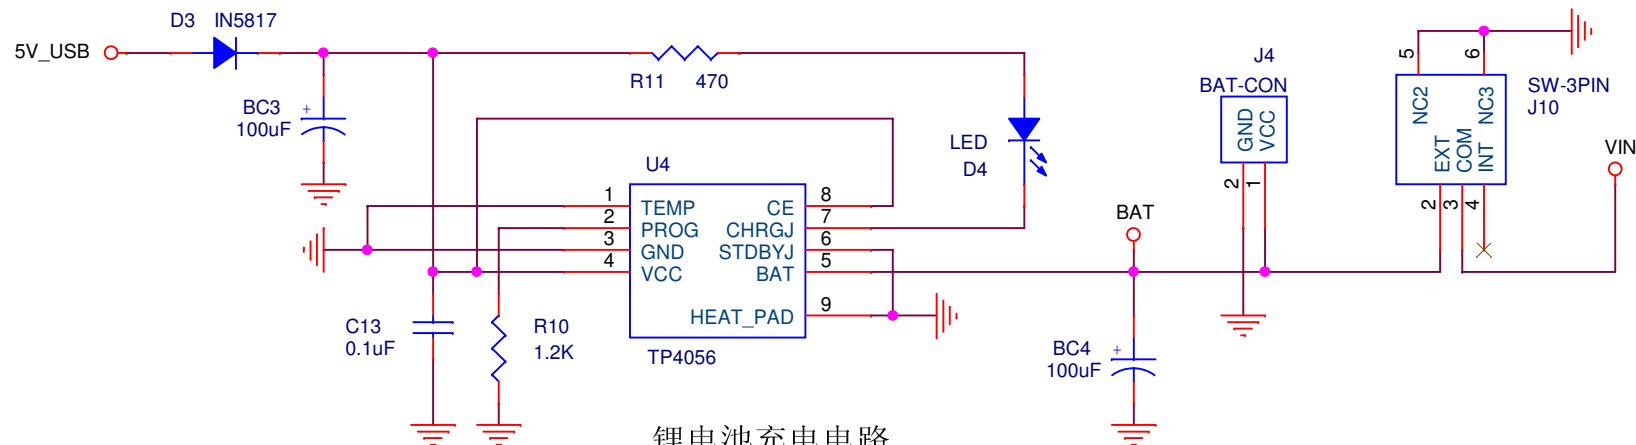 D3 IN5817
5V_USB
BC3
100uF
+
R11 470
LED
D4
U4
1 TEMP
2 PROG
3 GND
4 VCC
CE 8
CHRGJ 7
STDBYJ 6
BAT 5
HEAT_PAD 9
TP4056
C13
0.1uF
R10
1.2K
BAT
BC4
100uF
+
J4
BAT-CON
GND
VCC
2
1
5
6
NC2
NC3
EXT
COM
INT
2
3
4
SW-3PIN
J10
VIN
锂电池充电电路